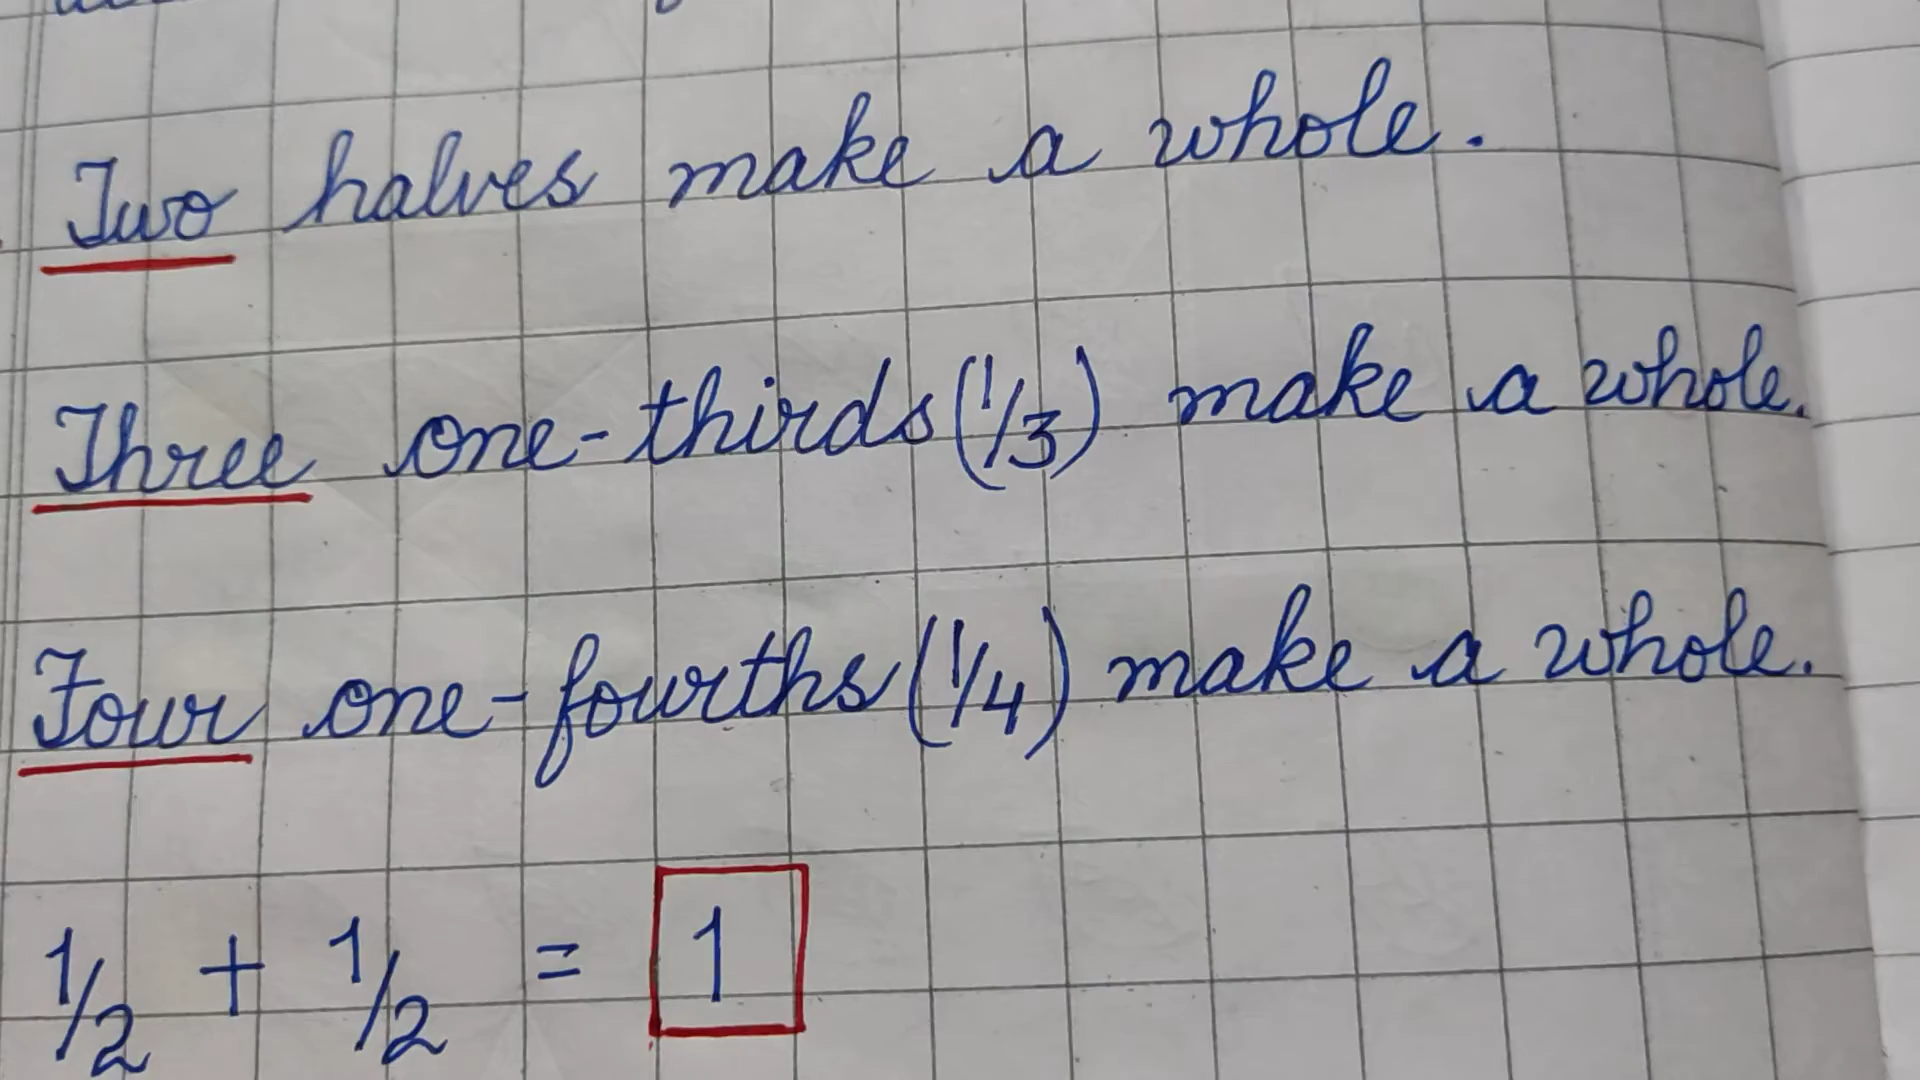 Two halves make a whole.
Three one-thirds (1/3) make a whole.
Four one-fourths (1/4) make a whole.
1/2 + 1/2 = 1